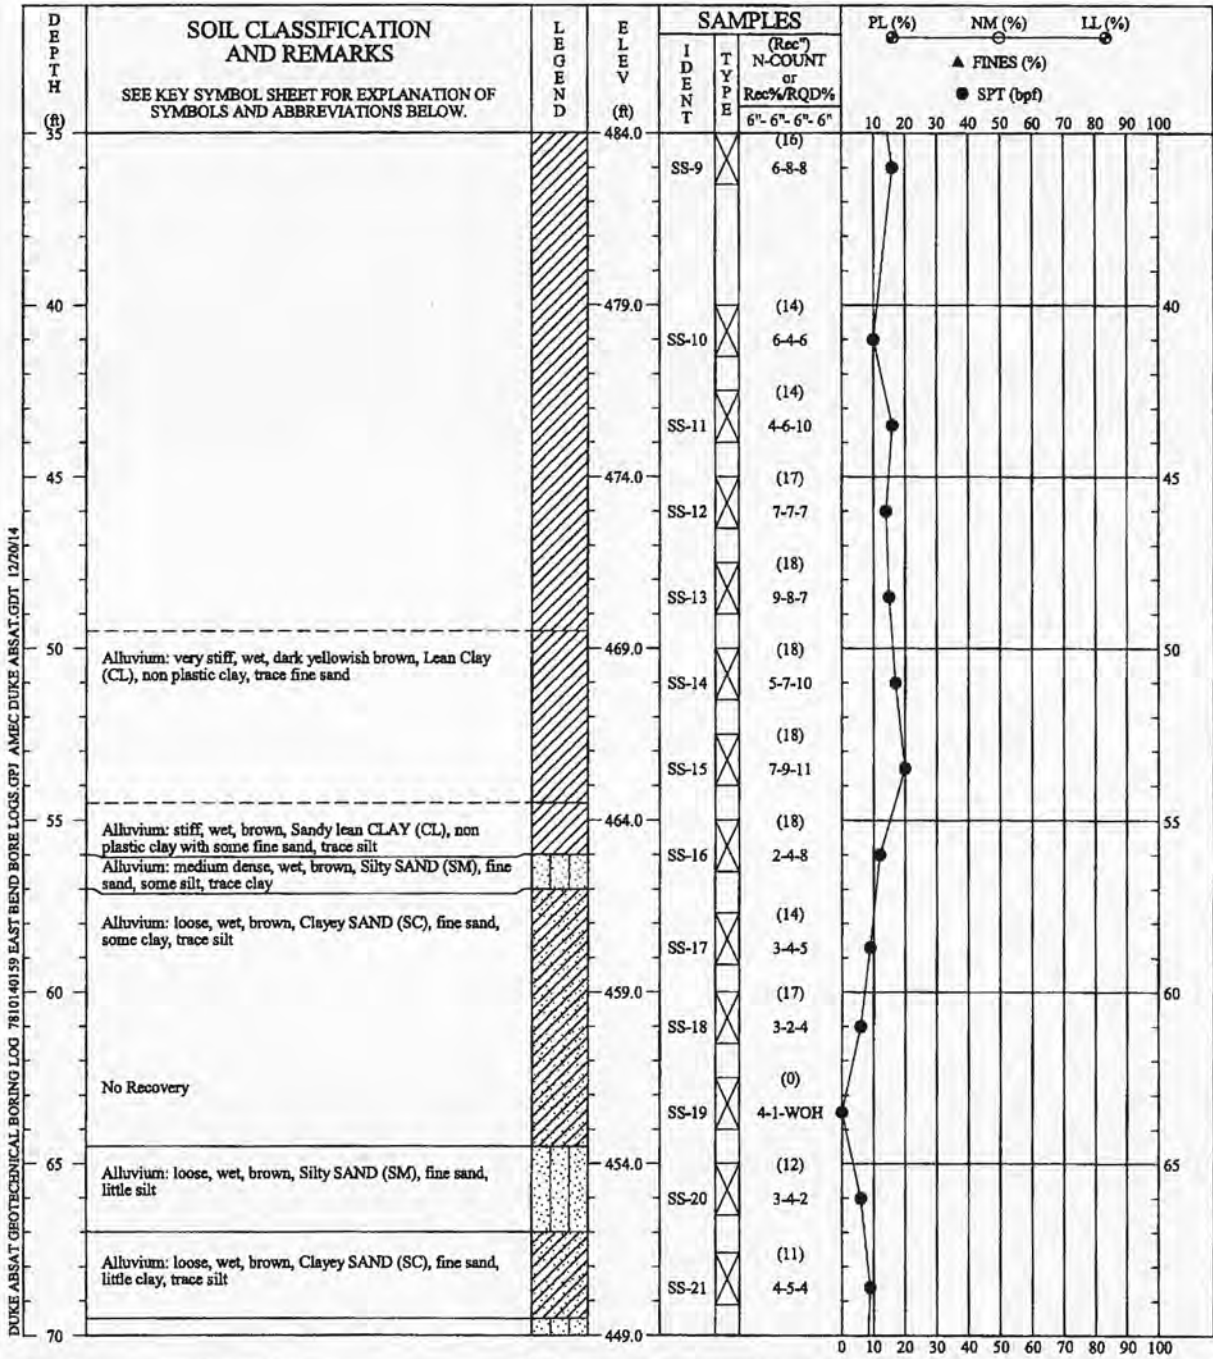 DEPTH
(ft)
SOIL CLASSIFICATION
AND REMARKS
SEE KEY SYMBOL SHEET FOR EXPLANATION OF
SYMBOLS AND ABBREVIATIONS BELOW.
LEGEND
ELEV
(ft)
SAMPLES
IDENT
TYPE
(Rec")
N-COUNT
or
Rec%/RQD%
6"- 6"- 6"- 6"
PL (%) NM (%) LL (%)
▲ FINES (%)
● SPT (bpf)
10 20 30 40 50 60 70 80 90 100
35 484.0
(16)
SS-9 6-8-8
40 479.0 (14) 40
SS-10 6-4-6
(14)
SS-11 4-6-10
45 474.0 (17) 45
SS-12 7-7-7
(18)
SS-13 9-8-7
50 469.0 (18) 50
Alluvium: very stiff, wet, dark yellowish brown, Lean Clay
(CL), non plastic clay, trace fine sand
SS-14 5-7-10
(18)
SS-15 7-9-11
55 464.0 (18) 55
Alluvium: stiff, wet, brown, Sandy lean CLAY (CL), non
plastic clay with some fine sand, trace silt
SS-16 2-4-8
Alluvium: medium dense, wet, brown, Silty SAND (SM), fine
sand, some silt, trace clay
Alluvium: loose, wet, brown, Clayey SAND (SC), fine sand,
some clay, trace silt
(14)
SS-17 3-4-5
60 459.0 (17) 60
SS-18 3-2-4
No Recovery
(0)
SS-19 4-1-WOH
65 454.0 (12) 65
Alluvium: loose, wet, brown, Silty SAND (SM), fine sand,
little silt
SS-20 3-4-2
Alluvium: loose, wet, brown, Clayey SAND (SC), fine sand,
little clay, trace silt
(11)
SS-21 4-5-4
70 449.0
0 10 20 30 40 50 60 70 80 90 100
DUKE ABSAT GEOTECHNICAL BORING LOG 7810140159 EAST BEND BORE LOGS.GPJ AMEC DUKE ABSAT.GDT 12/20/14